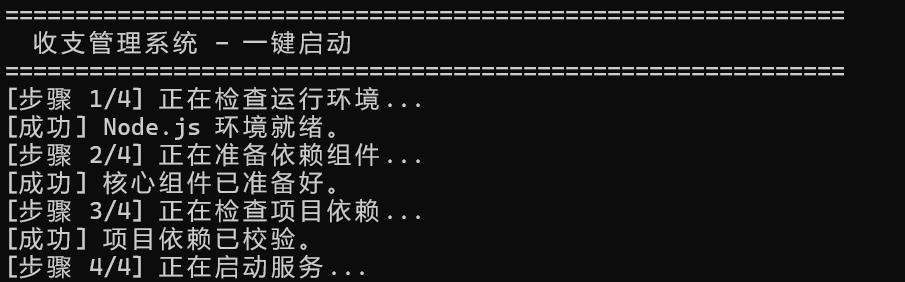 ============================================================
收支管理系统 - 一键启动
============================================================
[步骤 1/4] 正在检查运行环境...
[成功] Node.js 环境就绪。
[步骤 2/4] 正在准备依赖组件...
[成功] 核心组件已准备好。
[步骤 3/4] 正在检查项目依赖...
[成功] 项目依赖已校验。
[步骤 4/4] 正在启动服务...